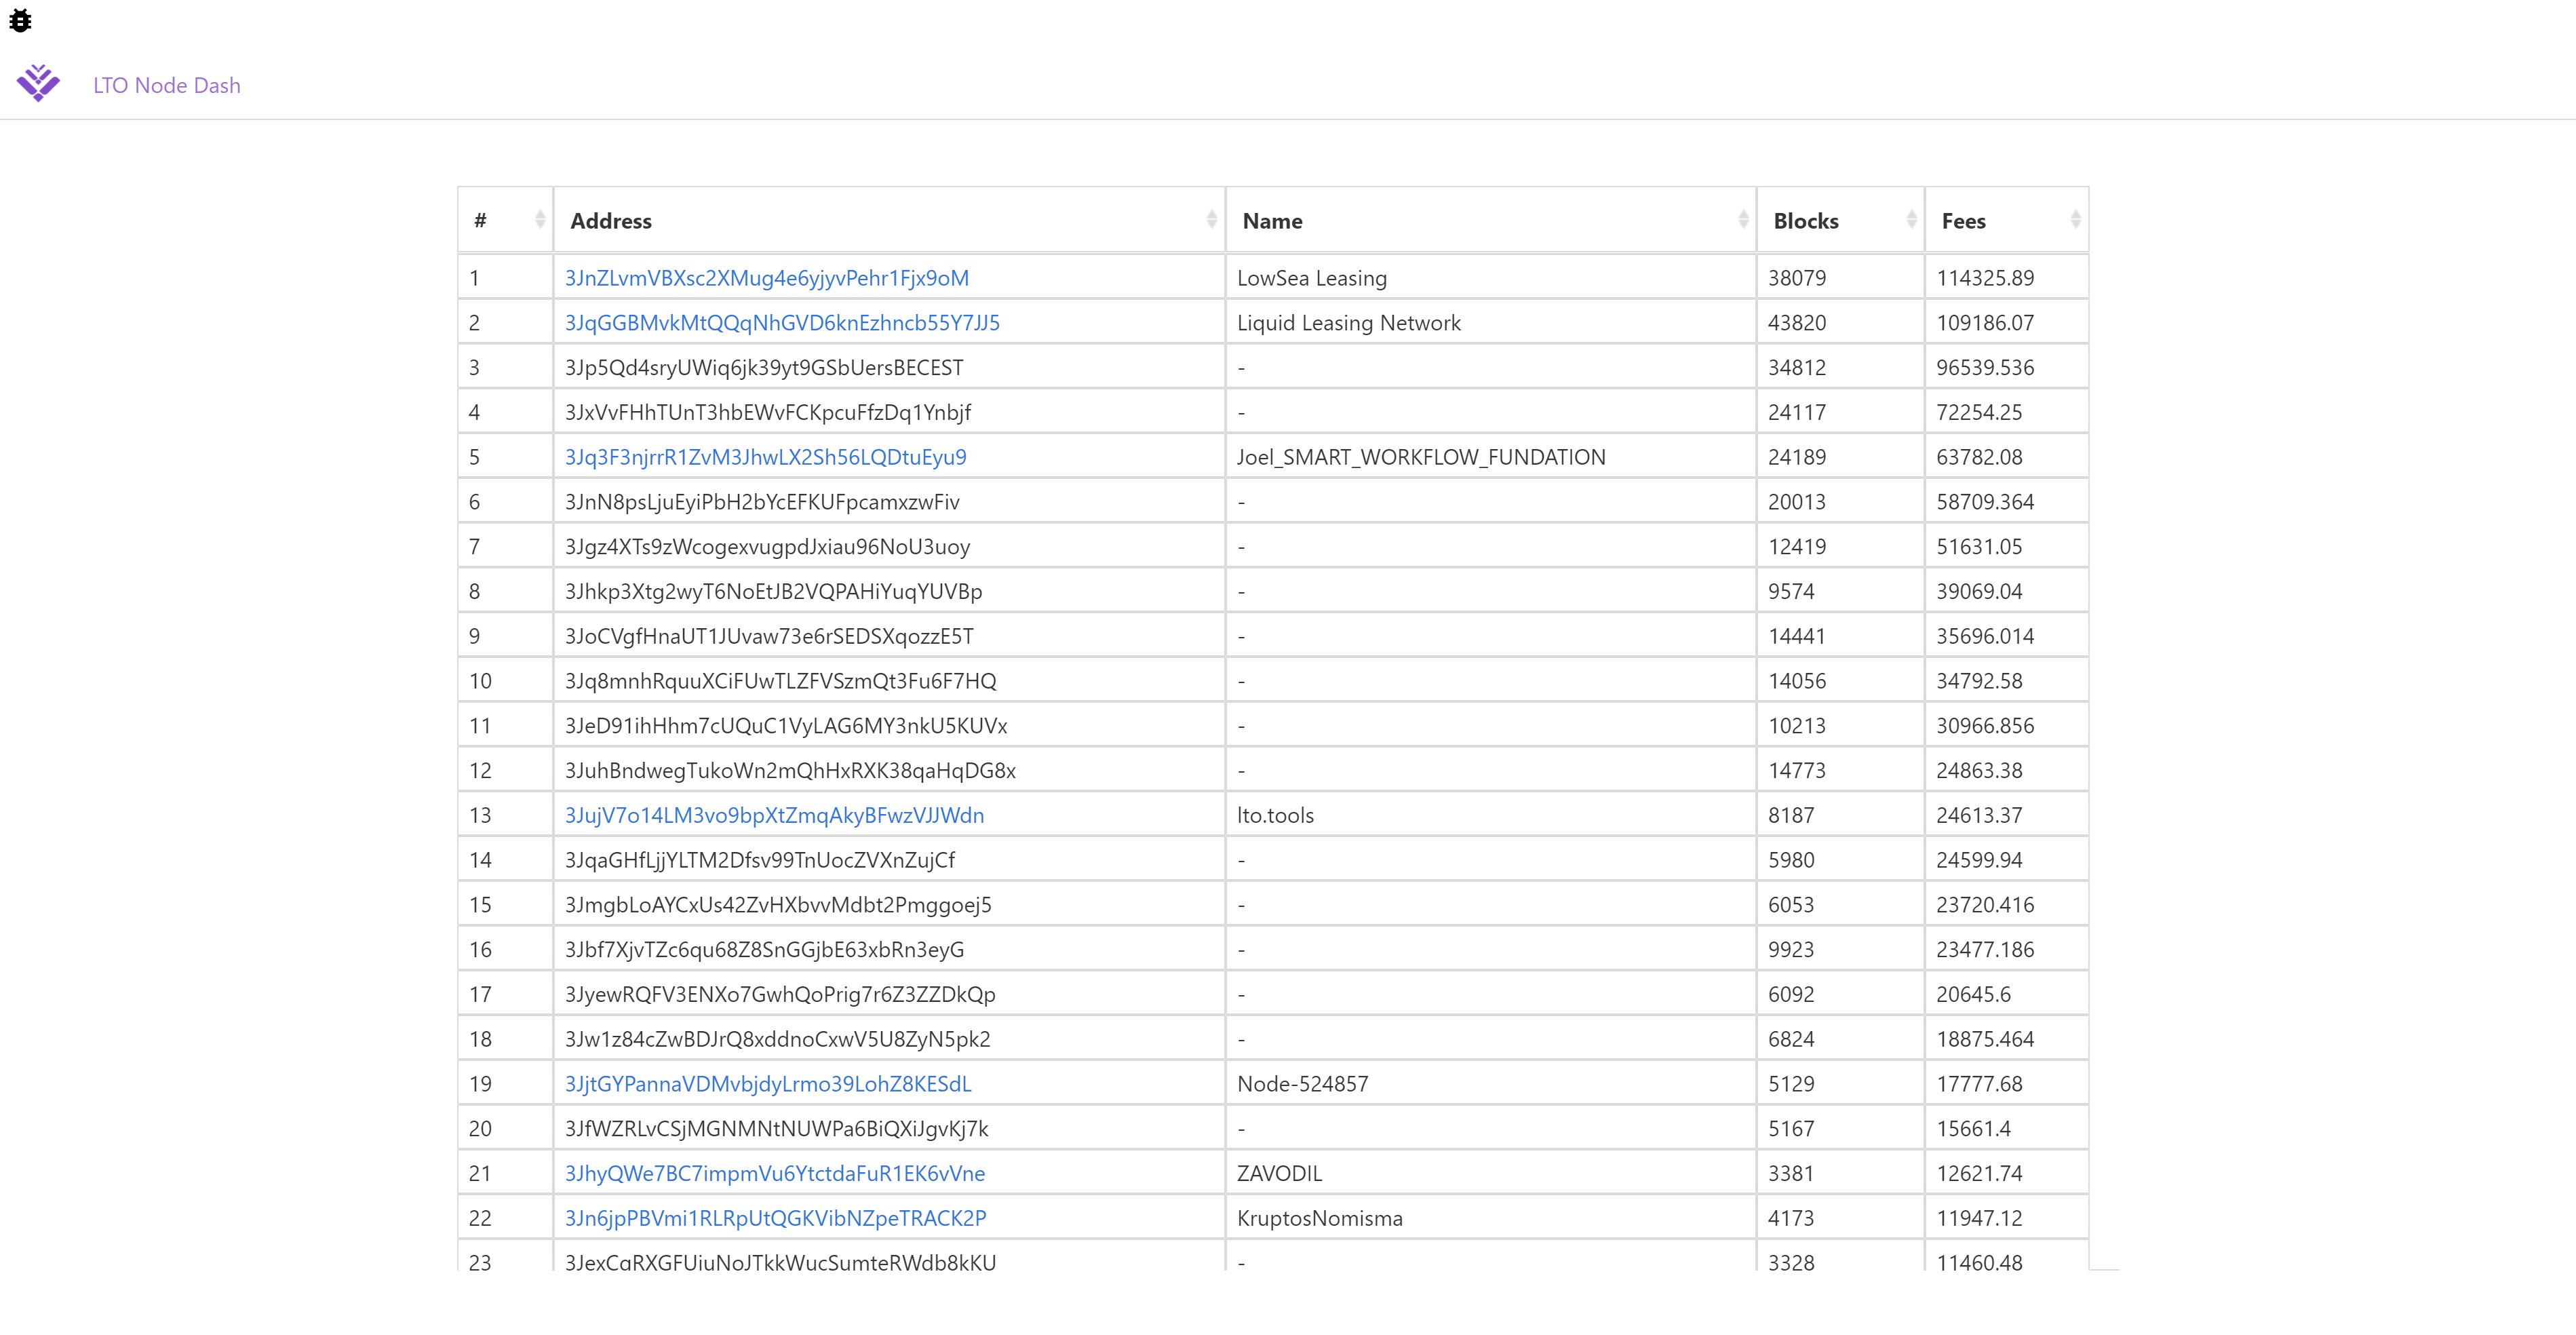 LTO Node Dash
# Address Name Blocks Fees
1 3JnZLvmVBXsc2XMug4e6yjyvPehr1Fjx9oM LowSea Leasing 38079 114325.89
2 3JqGGBMvkMtQQqNhGVD6knEzhncb55Y7JJ5 Liquid Leasing Network 43820 109186.07
3 3Jp5Qd4sryUWiq6jk39yt9GSbUersBECEST - 34812 96539.536
4 3JxVvFHhTUnT3hbEWvFCKpcuFfzDq1Ynbjf - 24117 72254.25
5 3Jq3F3njrrR1ZvM3JhwLX2Sh56LQDtuEyu9 Joel_SMART_WORKFLOW_FUNDATION 24189 63782.08
6 3JnN8psLjuEyiPbH2bYcEFKUFpcamxzwFiv - 20013 58709.364
7 3Jgz4XTs9zWcogexvugpdJxiau96NoU3uoy - 12419 51631.05
8 3Jhkp3Xtg2wyT6NoEtJB2VQPAHiYuqYUVBp - 9574 39069.04
9 3JoCVgfHnaUT1JUvaw73e6rSEDSXqozzE5T - 14441 35696.014
10 3Jq8mnhRquuXCiFUwTLZFVSzmQt3Fu6F7HQ - 14056 34792.58
11 3JeD91ihHhm7cUQuC1VyLAG6MY3nkU5KUVx - 10213 30966.856
12 3JuhBndwegTukoWn2mQhHxRXK38qaHqDG8x - 14773 24863.38
13 3JujV7o14LM3vo9bpXtZmqAkyBFwzVJJWdn lto.tools 8187 24613.37
14 3JqaGHfLjjYLTM2Dfsv99TnUocZVXnZujCf - 5980 24599.94
15 3JmgbLoAYCxUs42ZvHXbvvMdbt2Pmggoej5 - 6053 23720.416
16 3Jbf7XjvTZc6qu68Z8SnGGjbE63xbRn3eyG - 9923 23477.186
17 3JyewRQFV3ENXo7GwhQoPrig7r6Z3ZZDkQp - 6092 20645.6
18 3Jw1z84cZwBDJrQ8xddnoCxwV5U8ZyN5pk2 - 6824 18875.464
19 3JjtGYPannaVDMvbjdyLrmo39LohZ8KESdL Node-524857 5129 17777.68
20 3JfWZRLvCSjMGNMNtNUWPa6BiQXiJgvKj7k - 5167 15661.4
21 3JhyQWe7BC7impmVu6YtctdaFuR1EK6vVne ZAVODIL 3381 12621.74
22 3Jn6jpPBVmi1RLRpUtQGKVibNZpeTRACK2P KruptosNomisma 4173 11947.12
23 - 3328 11460.48